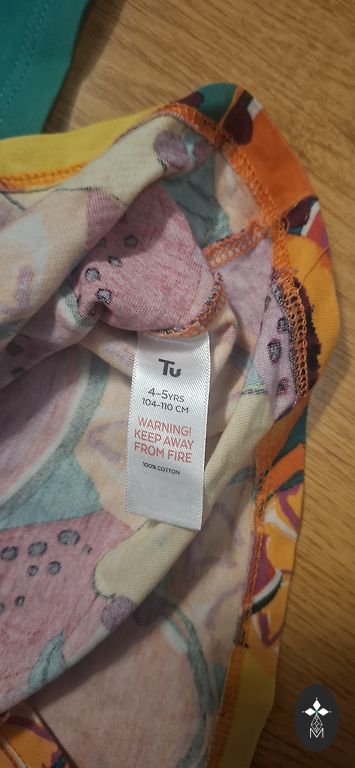 Tu
4-5YRS
104-110 CM
WARNING!
KEEP AWAY
FROM FIRE
100% COTTON
M